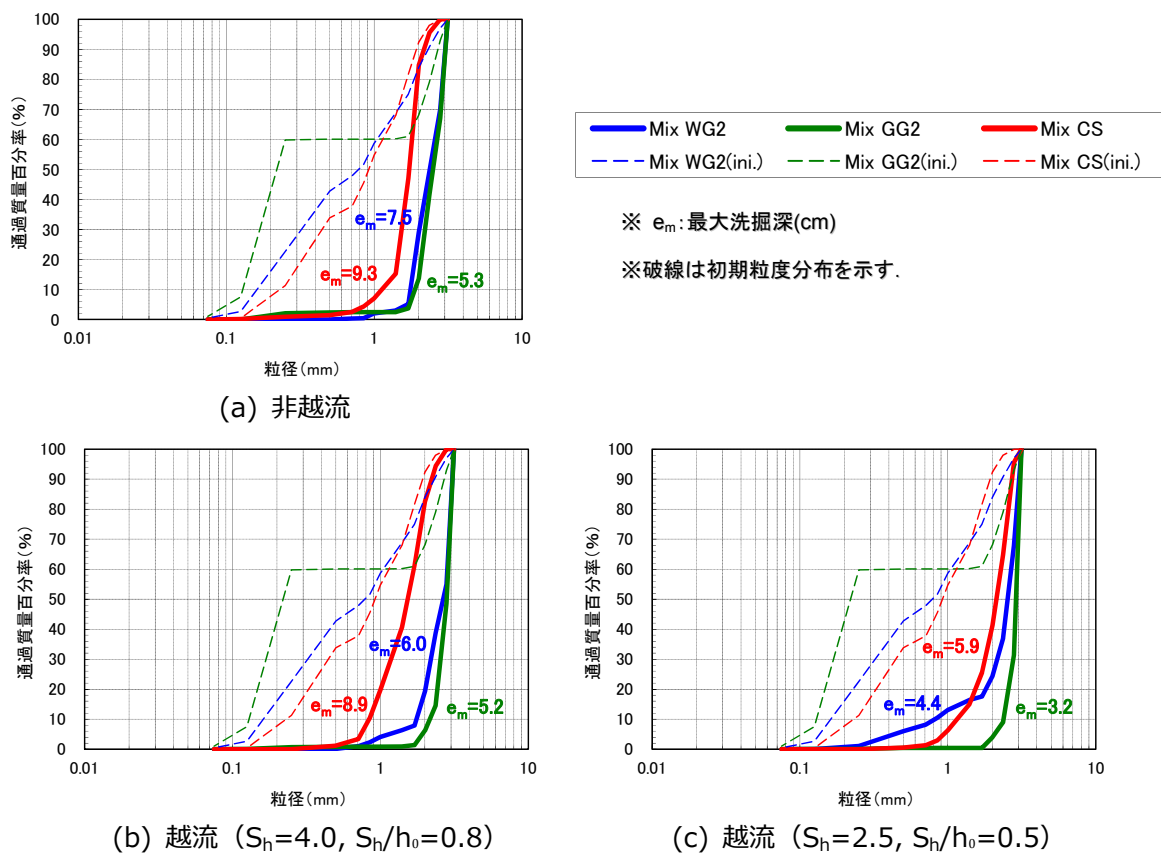 通過質量百分率(%)
100
90
80
70
60
50
40
30
20
10
0
em=7.5
em=9.3
em=5.3
0.01 0.1 1 10
粒径(mm)
(a) 非越流
Mix WG2 Mix GG2 Mix CS
Mix WG2(ini.) Mix GG2(ini.) Mix CS(ini.)
※ em:最大洗掘深(cm)
※破線は初期粒度分布を示す.
通過質量百分率(%)
100
90
80
70
60
50
40
30
20
10
0
em=6.0
em=8.9
em=5.2
0.01 0.1 1 10
粒径(mm)
(b) 越流(Sh=4.0, Sh/h0=0.8)
通過質量百分率(%)
100
90
80
70
60
50
40
30
20
10
0
em=5.9
em=4.4
em=3.2
0.01 0.1 1 10
粒径(mm)
(c) 越流(Sh=2.5, Sh/h0=0.5)